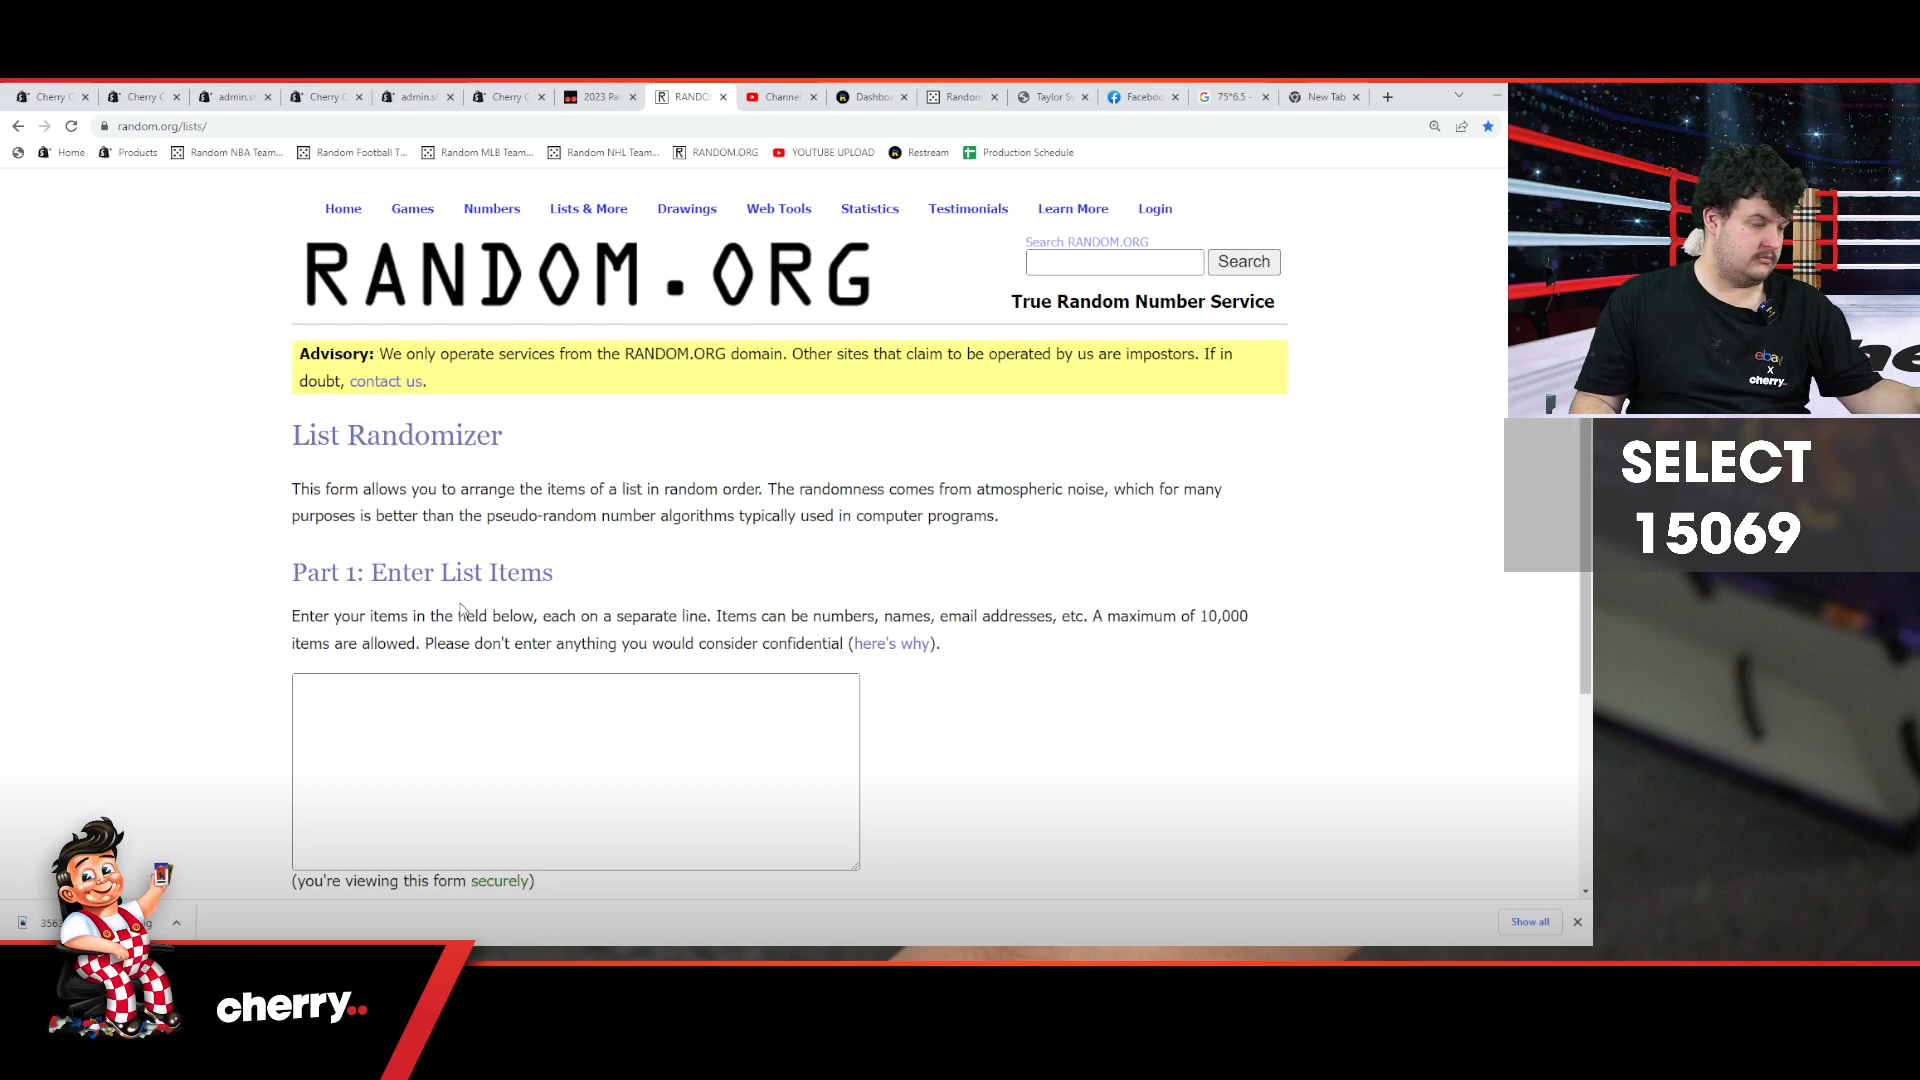 Cherry C
Cherry C
admin.s
Cherry C
admin.s
Cherry C
2023 Pa
RANDO
Channel
Dashbo
Random
Taylor S
Faceboo
75*6.5 -
New Tab
random.org/lists/
Home
Products
Random NBA Team...
Random Football T...
Random MLB Team...
Random NHL Team...
RANDOM.ORG
YOUTUBE UPLOAD
Restream
Production Schedule
Home Games Numbers Lists & More Drawings Web Tools Statistics Testimonials Learn More Login
RANDOM.ORG
Search RANDOM.ORG
Search
True Random Number Service
Advisory: We only operate services from the RANDOM.ORG domain. Other sites that claim to be operated by us are impostors. If in
doubt, contact us.
List Randomizer
This form allows you to arrange the items of a list in random order. The randomness comes from atmospheric noise, which for many
purposes is better than the pseudo-random number algorithms typically used in computer programs.
Part 1: Enter List Items
Enter your items in the field below, each on a separate line. Items can be numbers, names, email addresses, etc. A maximum of 10,000
items are allowed. Please don't enter anything you would consider confidential (here's why).
(you're viewing this form securely)
Show all
ebay
x
cherry..
SELECT
15069
cherry..